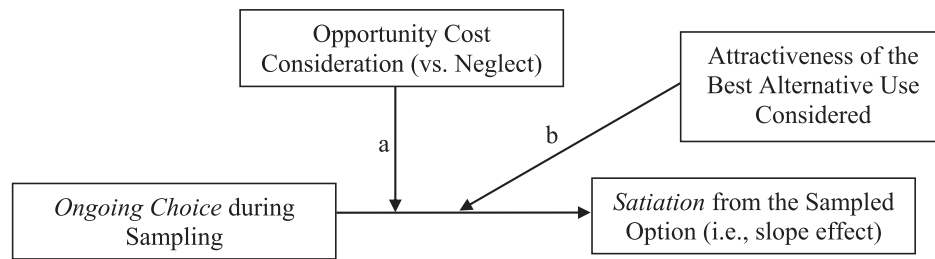 Opportunity Cost
Consideration (vs. Neglect)
Attractiveness of the
Best Alternative Use
Considered
a
b
Ongoing Choice during
Sampling
Satiation from the Sampled
Option (i.e., slope effect)